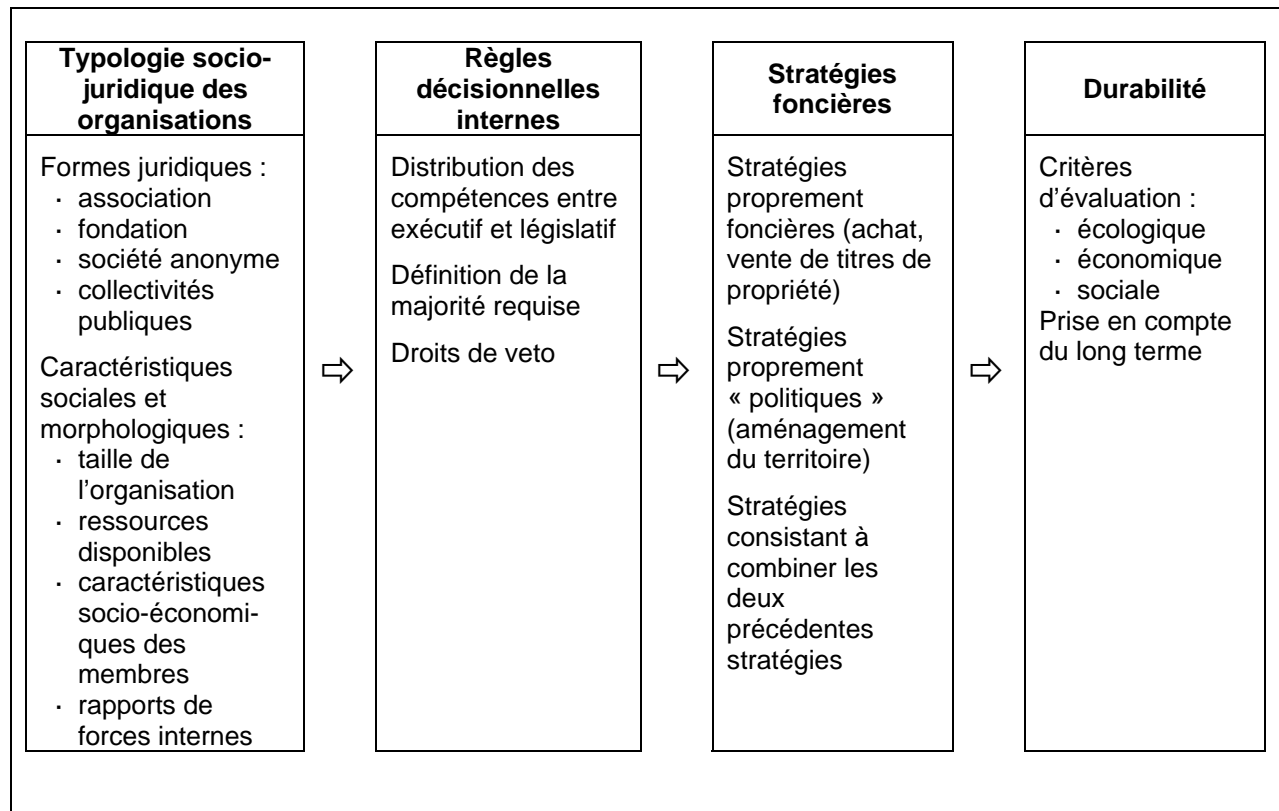 Typologie socio-
juridique des
organisations
Formes juridiques :
· association
· fondation
· société anonyme
· collectivités
publiques
Caractéristiques
sociales et
morphologiques :
· taille de
l'organisation
· ressources
disponibles
· caractéristiques
socio-économi-
ques des
membres
· rapports de
forces internes
⇨
Règles
décisionnelles
internes
Distribution des
compétences entre
exécutif et législatif
Définition de la
majorité requise
Droits de veto
⇨
Stratégies
foncières
Stratégies
proprement
foncières (achat,
vente de titres de
propriété)
Stratégies
proprement
« politiques »
(aménagement
du territoire)
Stratégies
consistant à
combiner les
deux
précédentes
stratégies
⇨
Durabilité
Critères
d'évaluation :
· écologique
· économique
· sociale
Prise en compte
du long terme